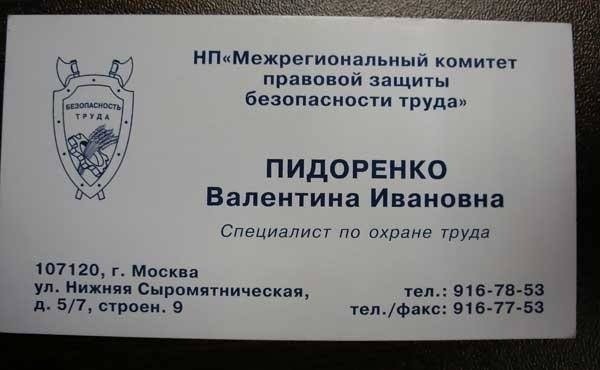 БЕЗОПАСНОСТЬ
ТРУДА
НП«Межрегиональный комитет
правовой защиты
безопасности труда»
ПИДОРЕНКО
Валентина Ивановна
Специалист по охране труда
107120, г. Москва
ул. Нижняя Сыромятническая,
д. 5/7, строен. 9
тел.: 916-78-53
тел./факс: 916-77-53